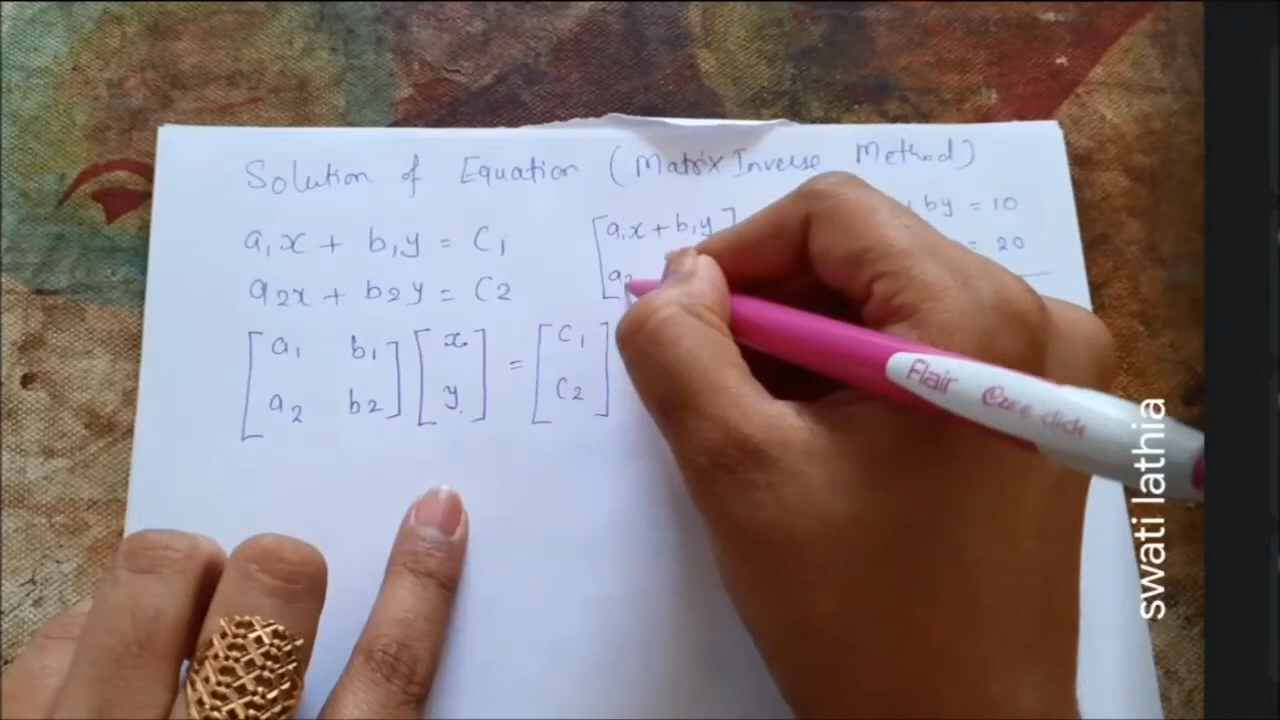 Solution of Equation (Matrix Inverse Method)
a₁x + b₁y = C₁
a₂x + b₂y = C₂
[a₁x + b₁y]
[a₂
by = 10
= 20
[a₁ b₁] [x] = [C₁]
[a₂ b₂] [y] [C₂]
Flair
swati lathia